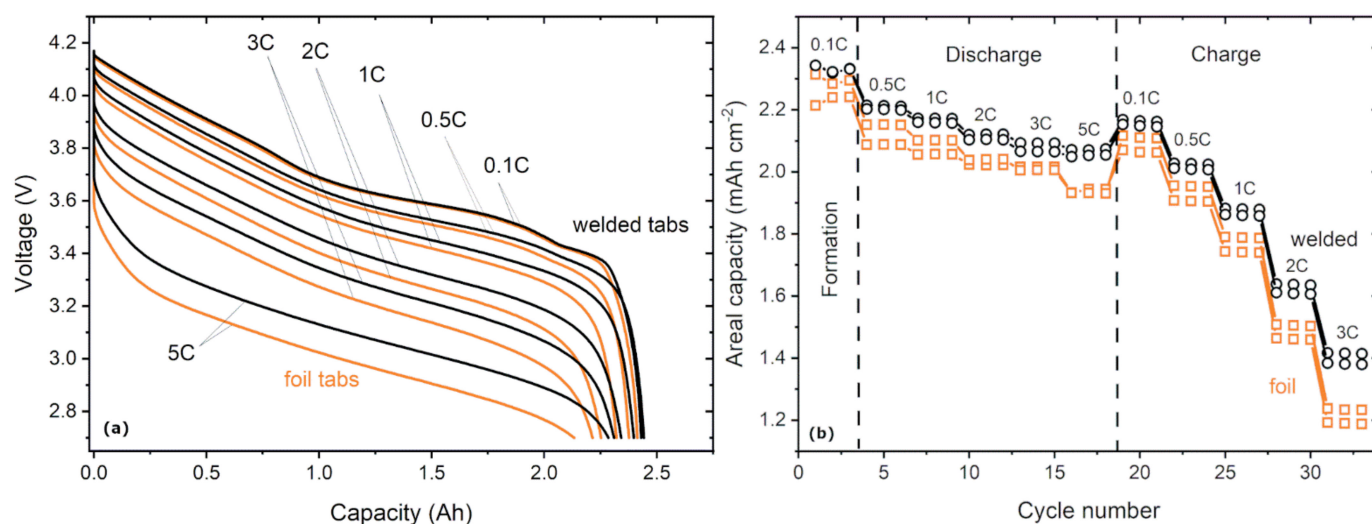 4.2
4.0
3.8
3.6
3.4
3.2
3.0
2.8
Voltage (V)
3C
2C
1C
0.5C
0.1C
welded tabs
5C
foil tabs
(a)
0.0
0.5
1.0
1.5
2.0
2.5
Capacity (Ah)
2.4
2.2
2.0
1.8
1.6
1.4
1.2
Areal capacity (mAh cm⁻²)
0.1C
Discharge
Charge
0.5C
1C
2C
3C
5C
0.1C
0.5C
1C
welded
2C
3C
foil
Formation
(b)
0
5
10
15
20
25
30
Cycle number